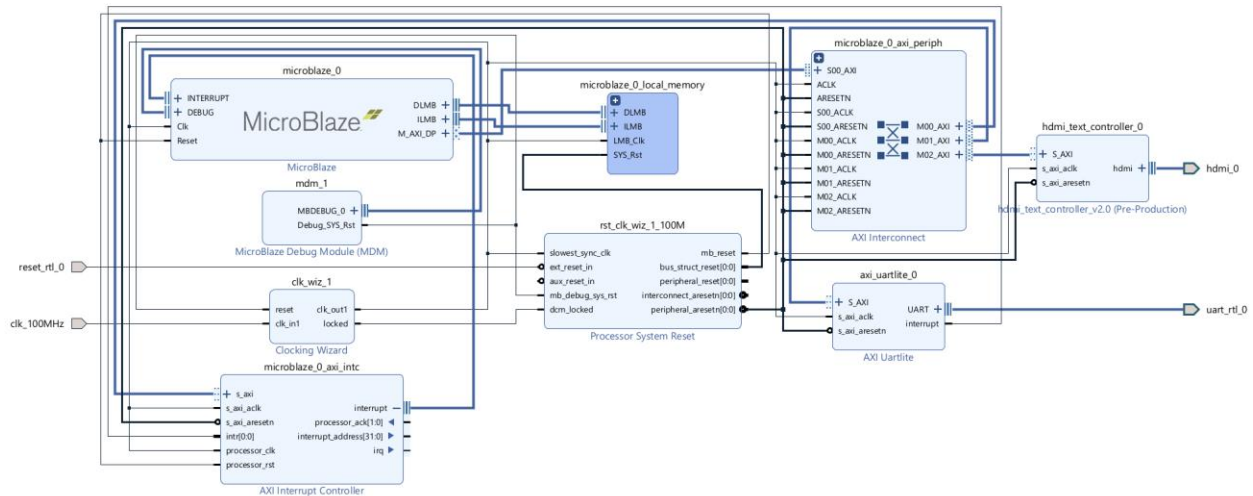 microblaze_0
INTERRUPT
DEBUG
Clk
Reset
MicroBlaze
DLMB
ILMB
M_AXI_DP
MicroBlaze
mdm_1
MBDEBUG_0
Debug_SYS_Rst
MicroBlaze Debug Module (MDM)
reset_rtl_0
clk_100MHz
clk_wiz_1
reset
clk_in1
clk_out1
locked
Clocking Wizard
microblaze_0_axi_intc
s_axi
s_axi_aclk
s_axi_aresetn
intr[0:0]
processor_clk
processor_rst
interrupt
processor_ack[1:0]
interrupt_address[31:0]
irq
AXI Interrupt Controller
microblaze_0_local_memory
DLMB
ILMB
LMB_Clk
SYS_Rst
rst_clk_wiz_1_100M
slowest_sync_clk
ext_reset_in
aux_reset_in
mb_debug_sys_rst
dcm_locked
mb_reset
bus_struct_reset[0:0]
peripheral_reset[0:0]
interconnect_aresetn[0:0]
peripheral_aresetn[0:0]
Processor System Reset
microblaze_0_axi_periph
S00_AXI
ACLK
ARESETN
S00_ACLK
S00_ARESETN
M00_ACLK
M00_ARESETN
M01_ACLK
M01_ARESETN
M02_ACLK
M02_ARESETN
M00_AXI
M01_AXI
M02_AXI
AXI Interconnect
axi_uartlite_0
S_AXI
s_axi_aclk
s_axi_aresetn
UART
interrupt
AXI Uartlite
hdmi_text_controller_0
S_AXI
s_axi_aclk
s_axi_aresetn
hdmi
hdmi_text_controller_v2.0 (Pre-Production)
hdmi_0
uart_rtl_0